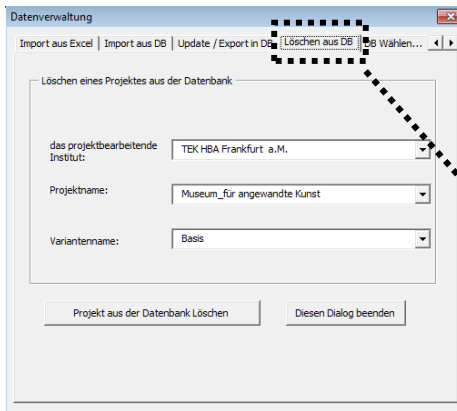 Datenverwaltung
Import aus Excel | Import aus DB | Update / Export in DB | Löschen aus DB | DB Wählen...
Löschen eines Projektes aus der Datenbank
das projektbearbeitende
Institut:
TEK HBA Frankfurt a.M.
Projektname:
Museum_für angewandte Kunst
Variantenname:
Basis
Projekt aus der Datenbank Löschen
Diesen Dialog beenden